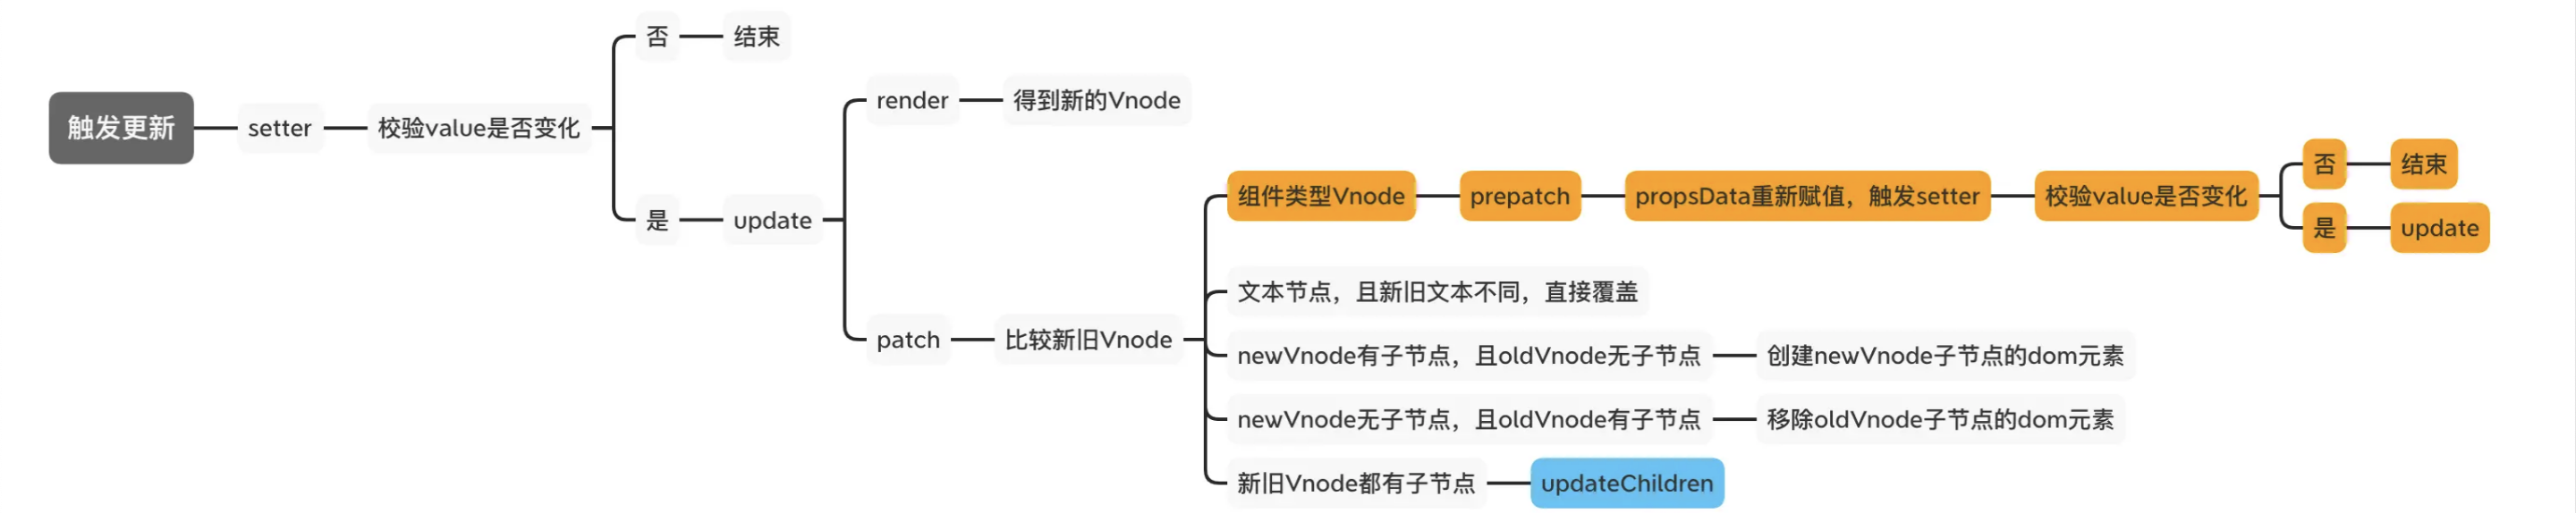 触发更新
setter
校验value是否变化
否
结束
是
update
render
得到新的Vnode
patch
比较新旧Vnode
组件类型Vnode
prepatch
propsData重新赋值，触发setter
校验value是否变化
否
结束
是
update
文本节点，且新旧文本不同，直接覆盖
newVnode有子节点，且oldVnode无子节点
创建newVnode子节点的dom元素
newVnode无子节点，且oldVnode有子节点
移除oldVnode子节点的dom元素
新旧Vnode都有子节点
updateChildren